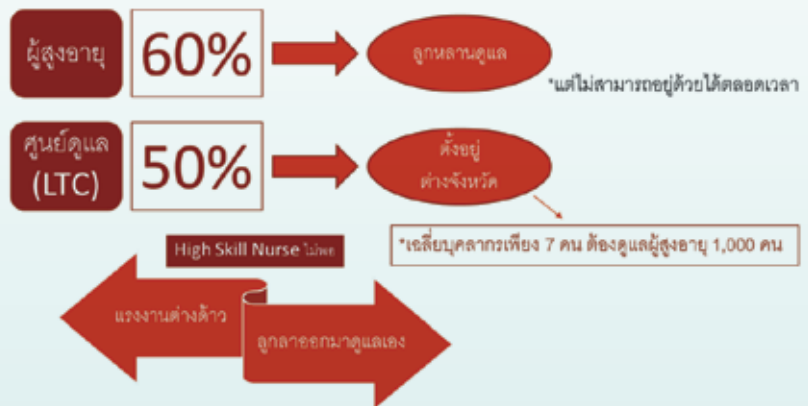 ผู้สูงอายุ
60%
ลูกหลานดูแล
*แต่ไม่สามารถอยู่ด้วยได้ตลอดเวลา
ศูนย์ดูแล
(LTC)
50%
ตั้งอยู่
ต่างจังหวัด
*เฉลี่ยบุคลากรเพียง 7 คน ต้องดูแลผู้สูงอายุ 1,000 คน
High Skill Nurse ไม่พอ
แรงงานต่างด้าว
ลูกลาออกมาดูแลเอง